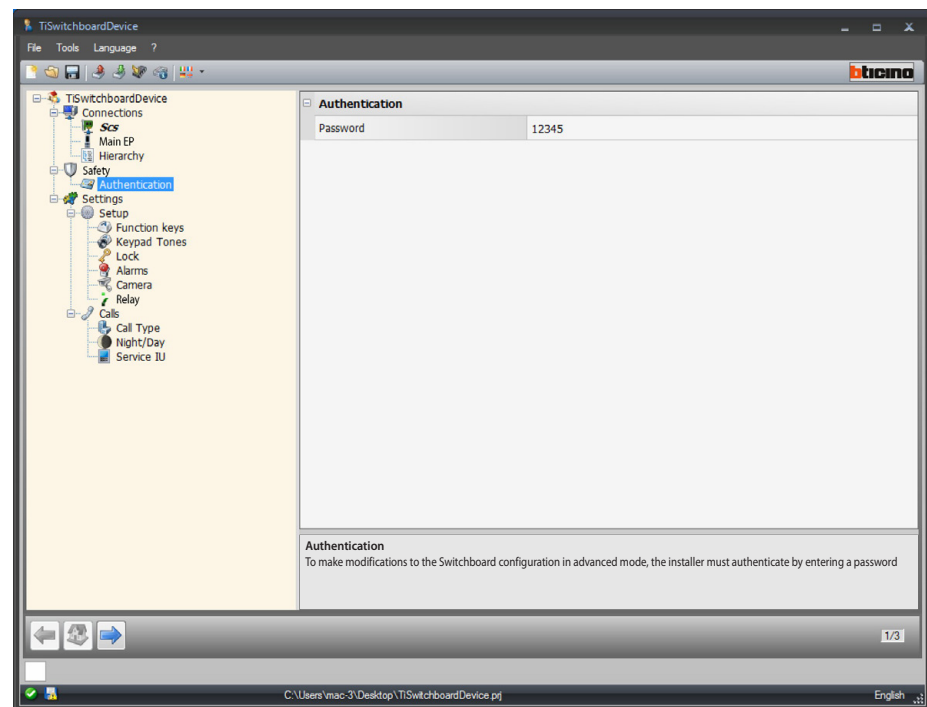 TiSwitchboardDevice
File Tools Language ?
bticino
TiSwitchboardDevice
Connections
Scs
Main EP
Hierarchy
Safety
Authentication
Settings
Setup
Function keys
Keypad Tones
Lock
Alarms
Camera
Relay
Calls
Call Type
Night/Day
Service IU
Authentication
Password 12345
Authentication
To make modifications to the Switchboard configuration in advanced mode, the installer must authenticate by entering a password
1/3
C:\Users\mac-3\Desktop\TiSwitchboardDevice.prj
English